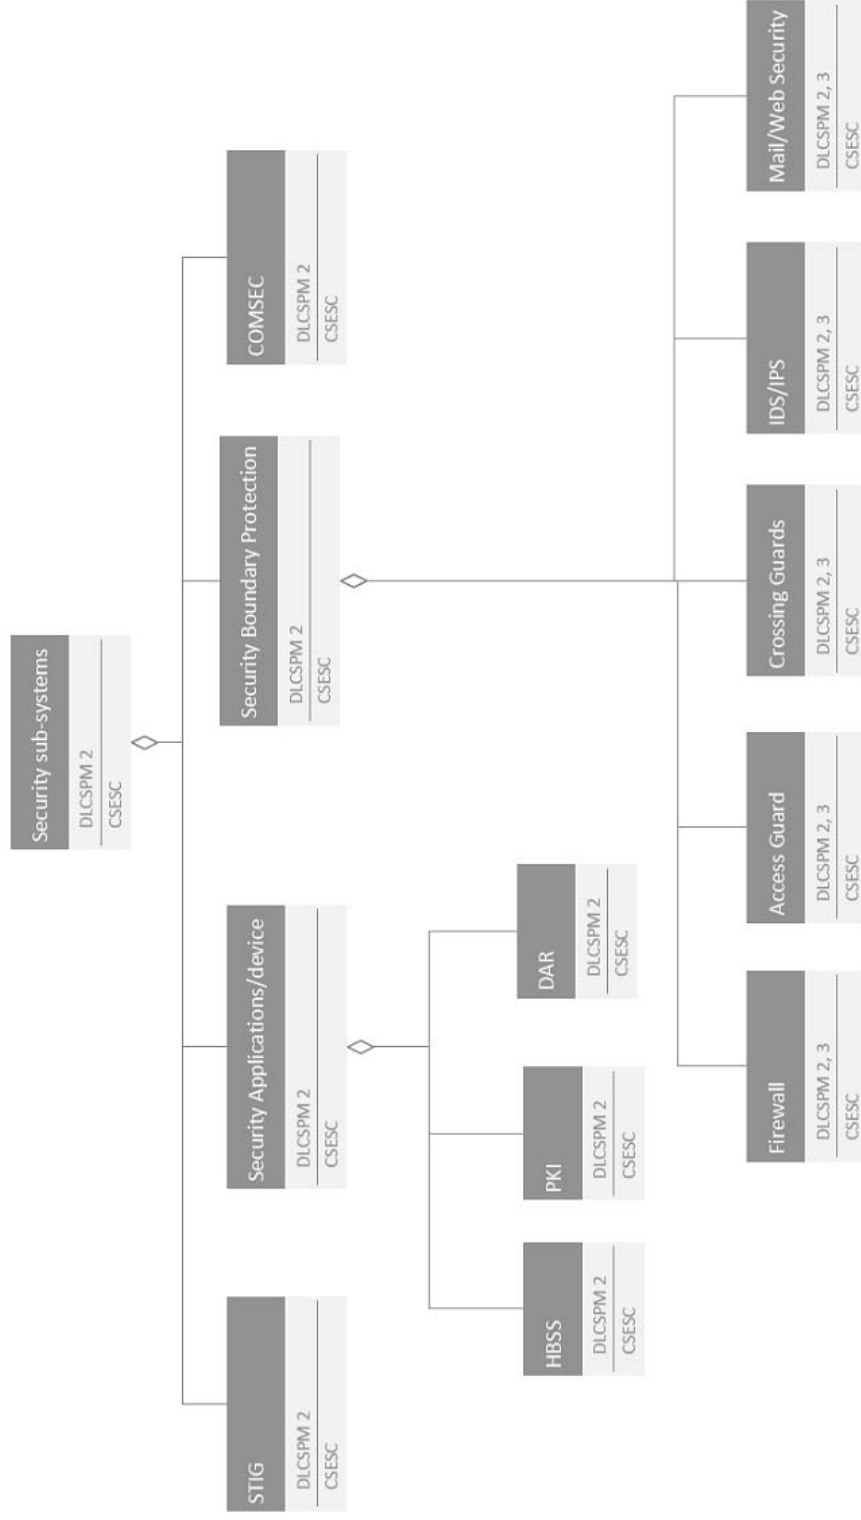 Security sub-systems
DLCSPM 2
CSESC
STIG
DLCSPM 2
CSESC
Security Applications/device
DLCSPM 2
CSESC
Security Boundary Protection
DLCSPM 2
CSESC
COMSEC
DLCSPM 2
CSESC
HBSS
DLCSPM 2
CSESC
PKI
DLCSPM 2
CSESC
DAR
DLCSPM 2
CSESC
Firewall
DLCSPM 2, 3
CSESC
Access Guard
DLCSPM 2, 3
CSESC
Crossing Guards
DLCSPM 2, 3
CSESC
IDS/IPS
DLCSPM 2, 3
CSESC
Mail/Web Security
DLCSPM 2, 3
CSESC